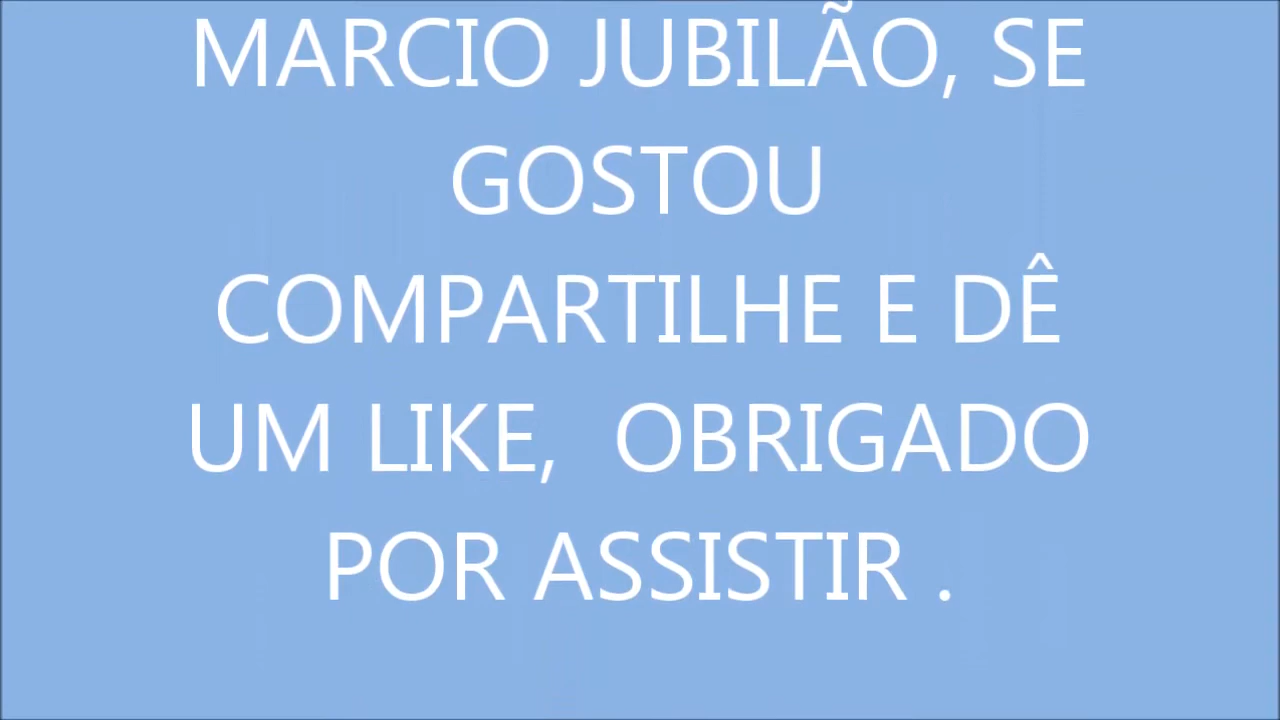 MARCIO JUBILÃO, SE
GOSTOU
COMPARTILHE E DÊ
UM LIKE,  OBRIGADO
POR ASSISTIR .